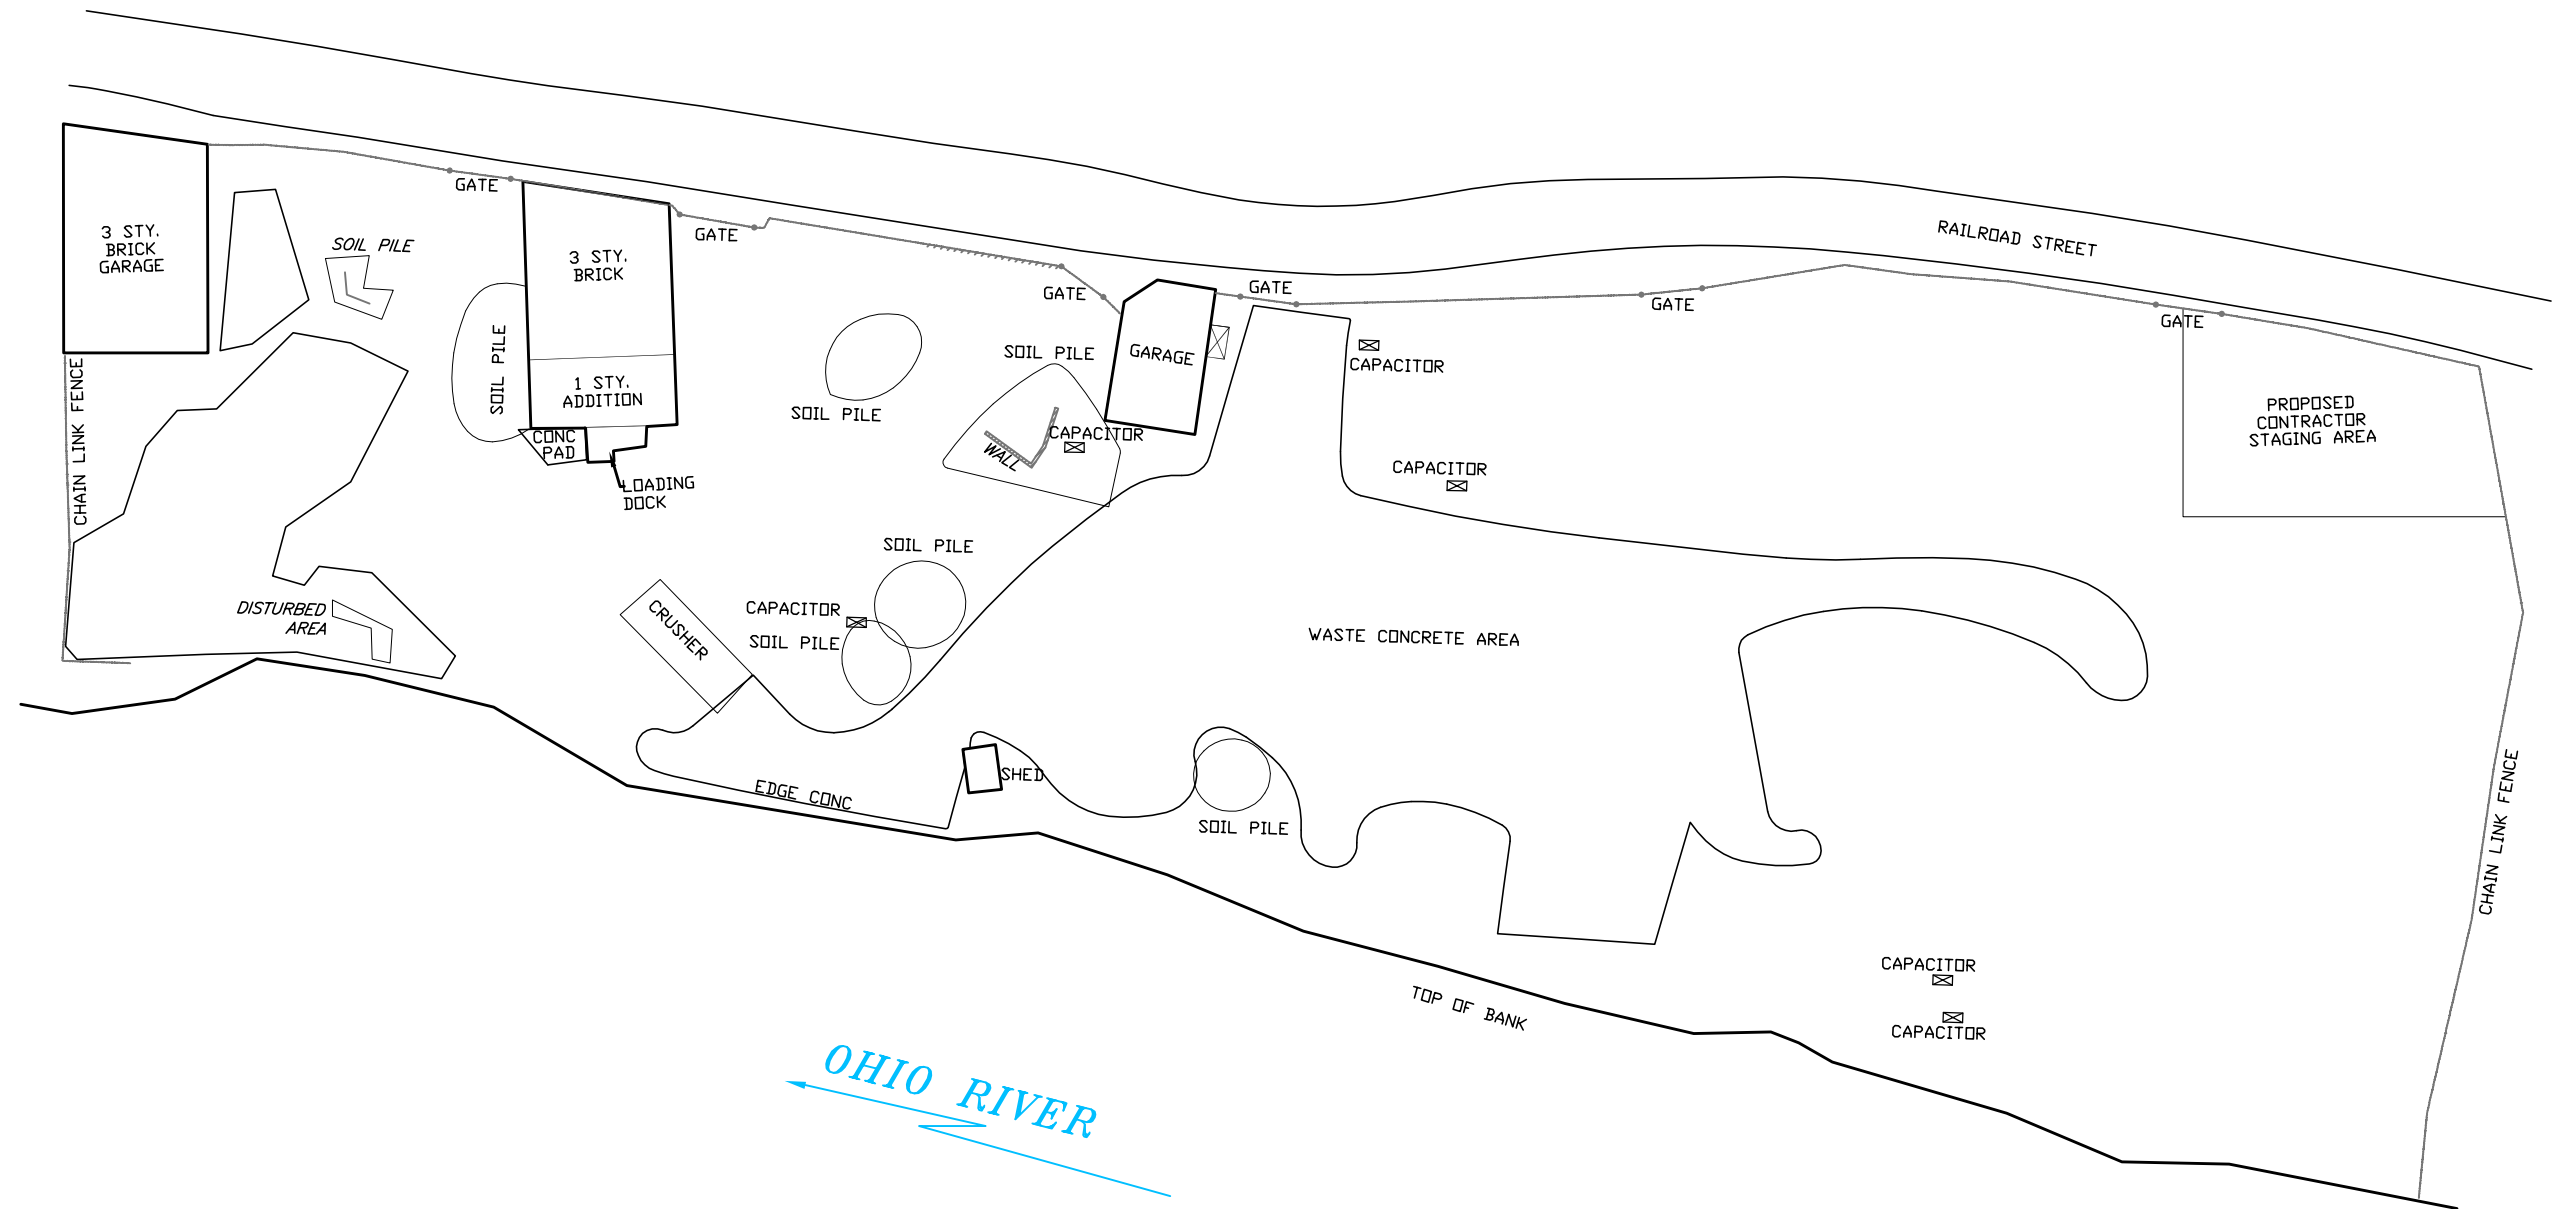 RAILROAD STREET
GATE
GATE
GATE
GATE
GATE
GATE
3 STY.
BRICK
GARAGE
SOIL PILE
3 STY.
BRICK
1 STY.
ADDITION
SOIL PILE
CONC
PAD
LOADING
DOCK
CHAIN LINK FENCE
SOIL PILE
SOIL PILE
GARAGE
CAPACITOR
WALL
CAPACITOR
CAPACITOR
PROPOSED
CONTRACTOR
STAGING AREA
SOIL PILE
CAPACITOR
SOIL PILE
DISTURBED
AREA
CRUSHER
WASTE CONCRETE AREA
SHED
EDGE CONC
SOIL PILE
CHAIN LINK FENCE
CAPACITOR
CAPACITOR
TOP OF BANK
OHIO RIVER